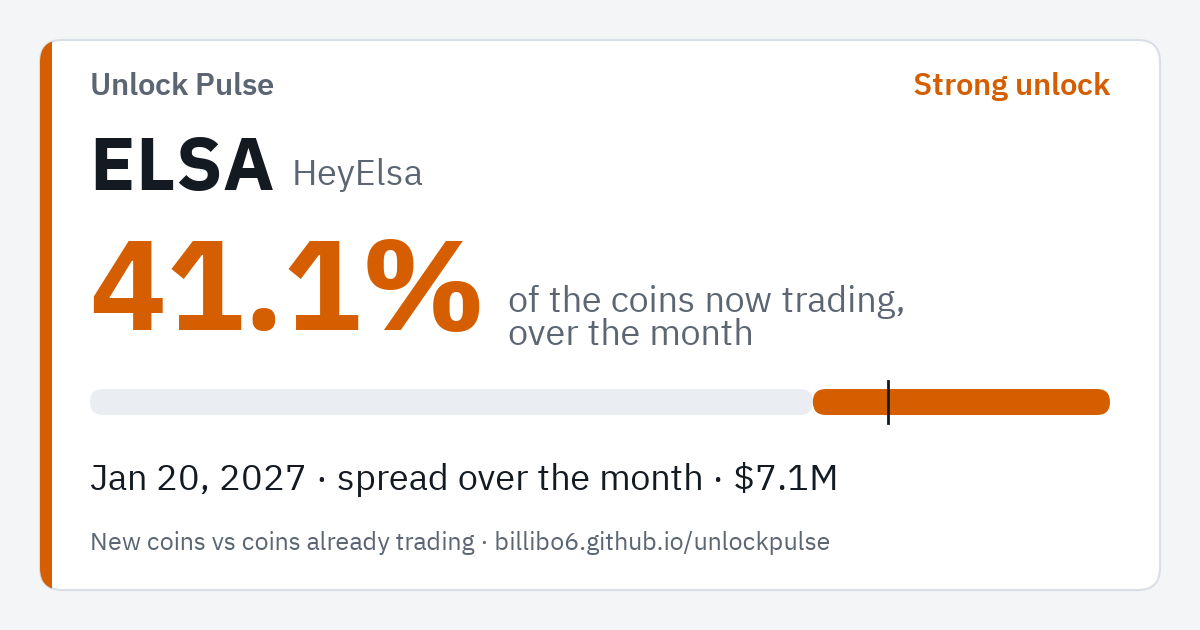 Unlock Pulse
Strong unlock
ELSA HeyElsa
41.1% of the coins now trading,
over the month
Jan 20, 2027 · spread over the month · $7.1M
New coins vs coins already trading · billibo6.github.io/unlockpulse